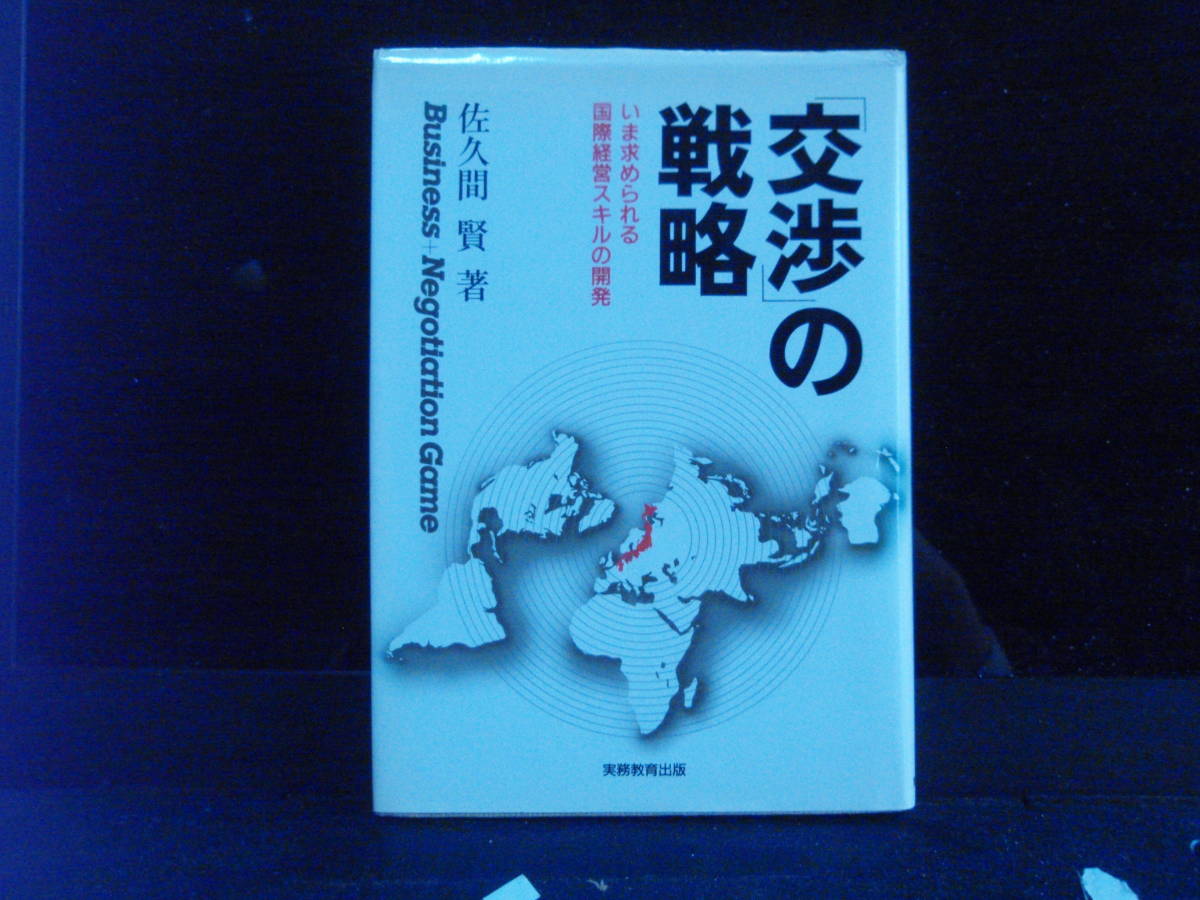 「交渉」の
戦略
いま求められる
国際経営スキルの開発
佐久間 賢 著
Business+Negotiation Game
実務教育出版